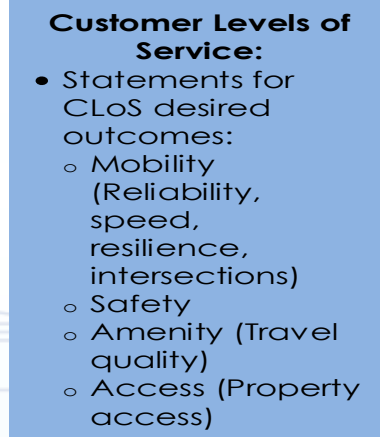 Customer Levels of
Service:
• Statements for
CLoS desired
outcomes:
o Mobility
(Reliability,
speed,
resilience,
intersections)
o Safety
o Amenity (Travel
quality)
o Access (Property
access)